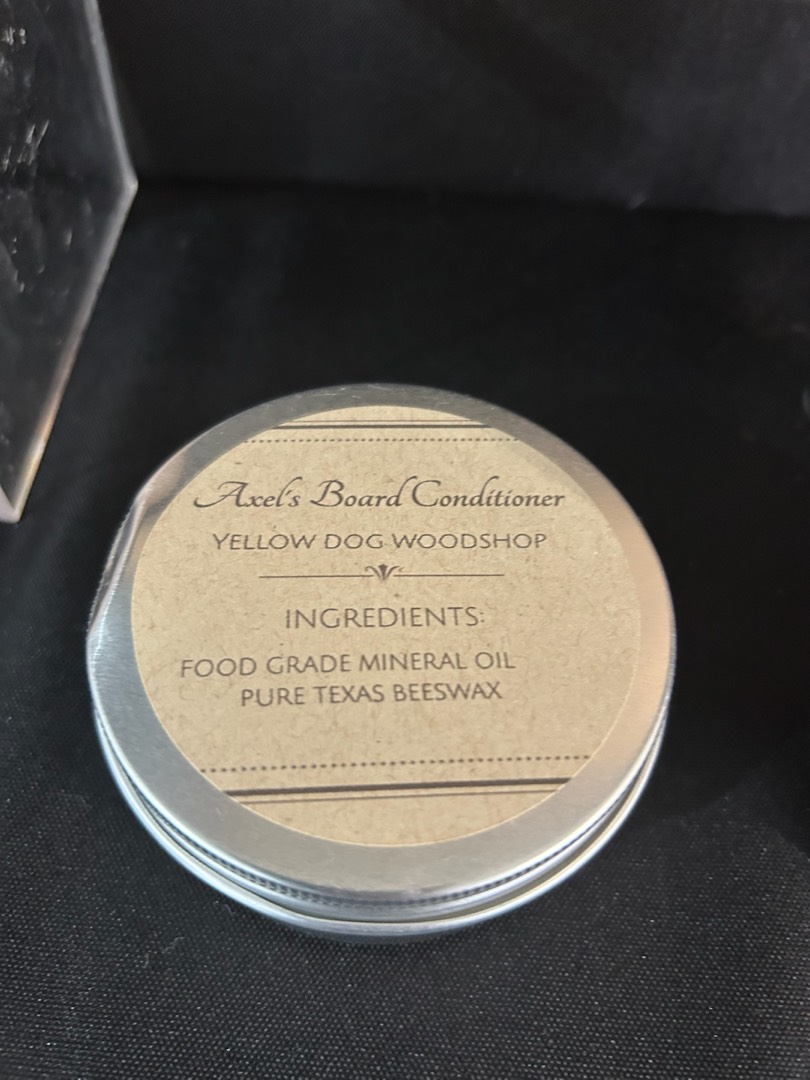 Axel's Board Conditioner
YELLOW DOG WOODSHOP
INGREDIENTS:
FOOD GRADE MINERAL OIL
PURE TEXAS BEESWAX